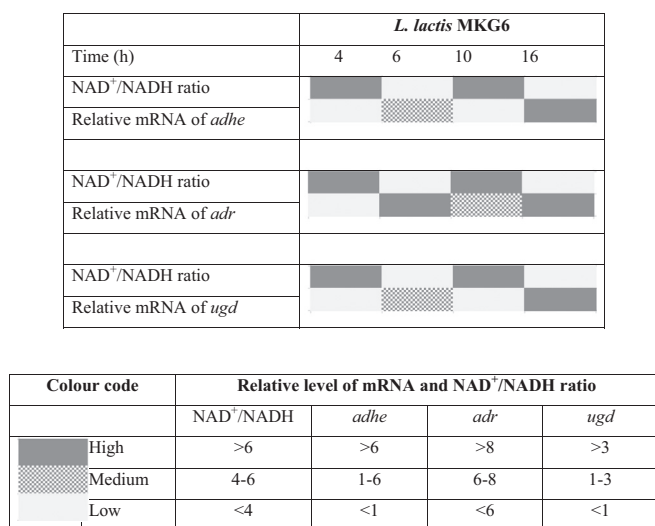 L. lactis MKG6
Time (h) 4 6 10 16
NAD⁺/NADH ratio
Relative mRNA of adhe
NAD⁺/NADH ratio
Relative mRNA of adr
NAD⁺/NADH ratio
Relative mRNA of ugd
Colour code Relative level of mRNA and NAD⁺/NADH ratio
NAD⁺/NADH adhe adr ugd
High >6 >6 >8 >3
Medium 4-6 1-6 6-8 1-3
Low <4 <1 <6 <1